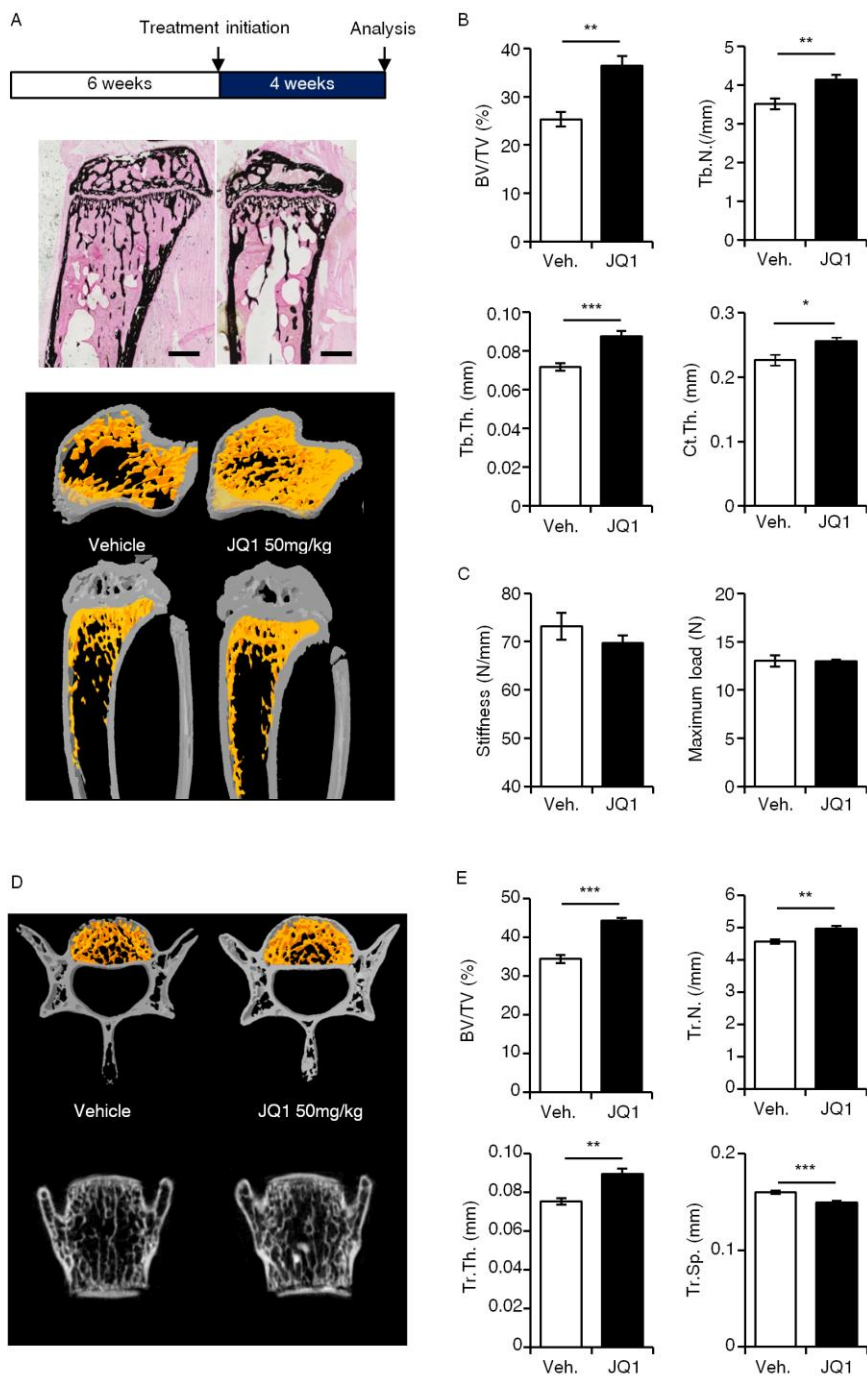 A
Treatment initiation
Analysis
6 weeks
4 weeks
Vehicle
JQ1 50mg/kg
B
**
BV/TV (%)
40
30
20
10
0
Veh.
JQ1
**
Tb.N.(/mm)
5
4
3
2
1
0
Veh.
JQ1
***
Tb.Th. (mm)
0.10
0.08
0.06
0.04
0.02
0
Veh.
JQ1
*
Ct.Th. (mm)
0.3
0.2
0.1
0
Veh.
JQ1
C
Stiffness (N/mm)
80
70
60
50
40
Veh.
JQ1
Maximum load (N)
20
15
10
5
0
Veh.
JQ1
D
Vehicle
JQ1 50mg/kg
E
***
BV/TV (%)
50
40
30
20
10
0
Veh.
JQ1
**
Tr.N. (/mm)
6
5
4
3
2
1
0
Veh.
JQ1
**
Tr.Th. (mm)
0.10
0.08
0.06
0.04
0.02
0
Veh.
JQ1
***
Tr.Sp. (mm)
0.2
0.1
0
Veh.
JQ1